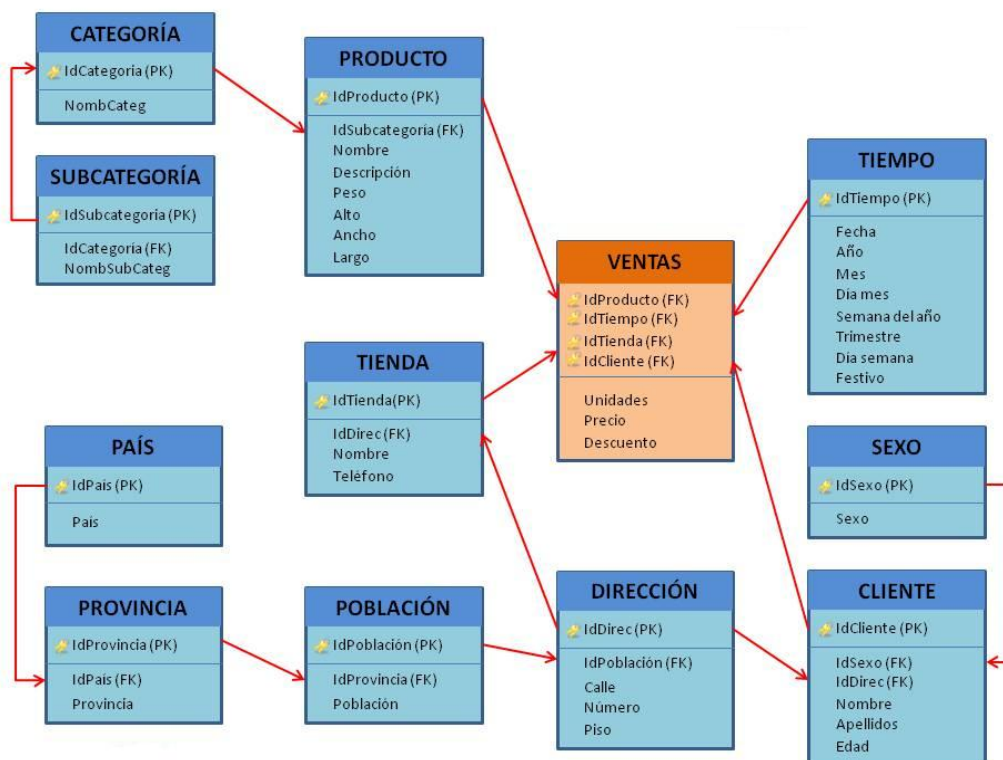 CATEGORÍA
IdCategoria (PK)
NombCateg
SUBCATEGORÍA
IdSubcategoria (PK)
IdCategoria (FK)
NombSubCateg
PRODUCTO
IdProducto (PK)
IdSubcategoría (FK)
Nombre
Descripción
Peso
Alto
Ancho
Largo
TIENDA
IdTienda(PK)
IdDirec (FK)
Nombre
Teléfono
VENTAS
IdProducto (FK)
IdTiempo (FK)
IdTienda (FK)
IdCliente (FK)
Unidades
Precio
Descuento
TIEMPO
IdTiempo (PK)
Fecha
Año
Mes
Dia mes
Semana del año
Trimestre
Dia semana
Festivo
PAÍS
IdPais (PK)
Pais
SEXO
IdSexo (PK)
Sexo
PROVINCIA
IdProvincia (PK)
IdPais (FK)
Provincia
POBLACIÓN
IdPoblación (PK)
IdProvincia (FK)
Población
DIRECCIÓN
IdDirec (PK)
IdPoblación (FK)
Calle
Número
Piso
CLIENTE
IdCliente (PK)
IdSexo (FK)
IdDirec (FK)
Nombre
Apellidos
Edad